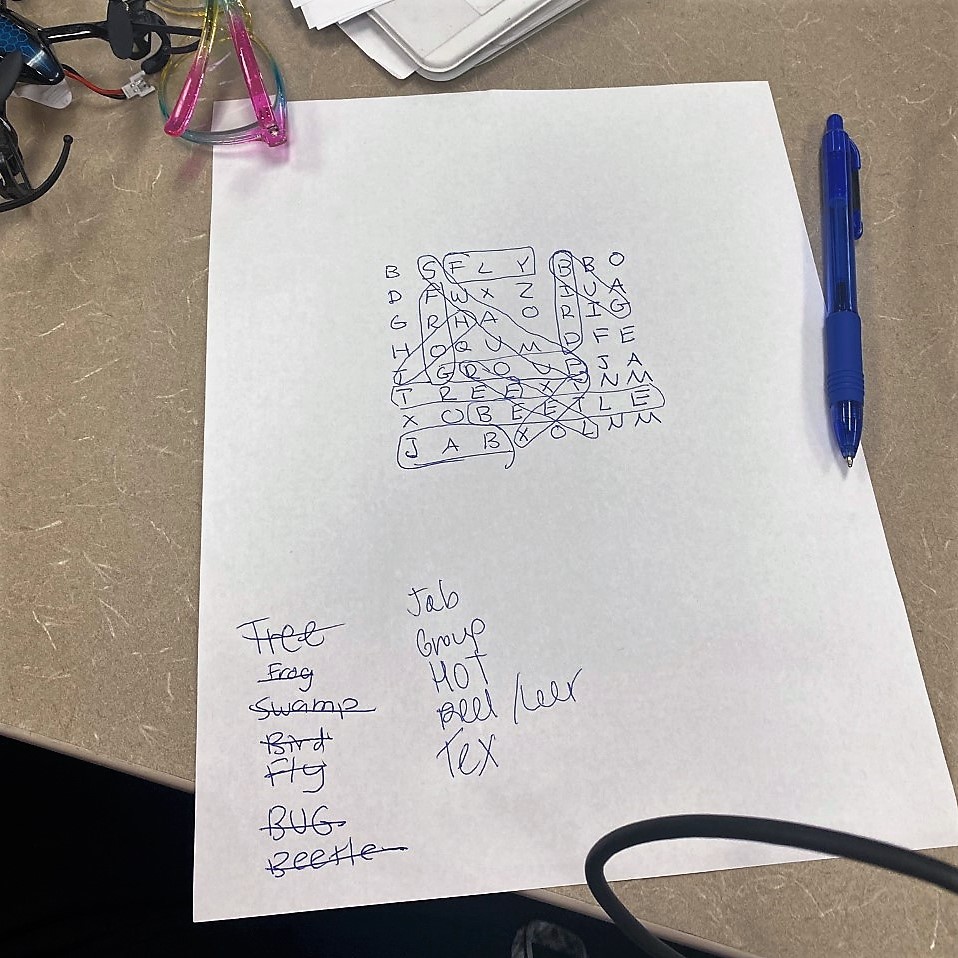 B S F L Y B B O
D F W X Z I U A
G R H A O R I G
H O Q U M D F E
I G R O U P J A
T R E E X T N M
X O B E E T L E
J A B X O L N M
Tree
Frog
Swamp
Bird
Fly
BUG
Beetle
Jab
Group
HOT
Reel / Leer
Tex